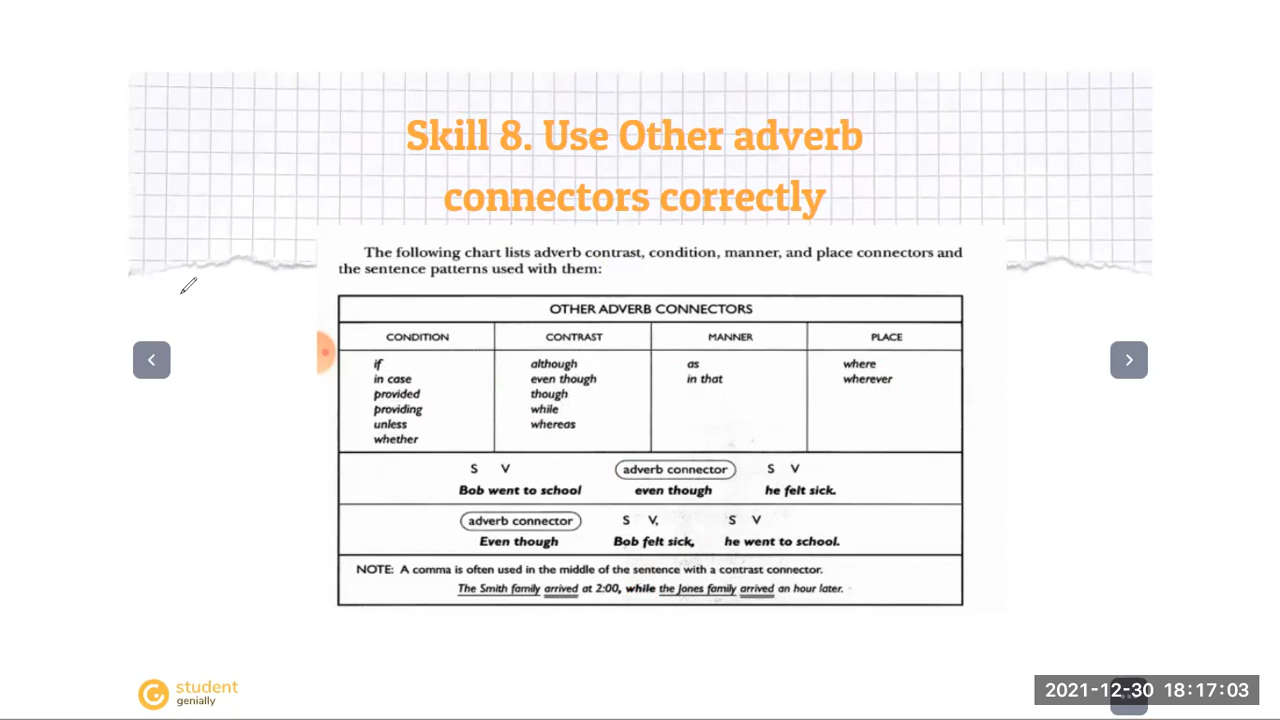 Skill 8. Use Other adverb
connectors correctly
The following chart lists adverb contrast, condition, manner, and place connectors and
the sentence patterns used with them:
OTHER ADVERB CONNECTORS
CONDITION CONTRAST MANNER PLACE
if although as where
in case even though in that wherever
provided though
providing while
unless whereas
whether
S V adverb connector S V
Bob went to school even though he felt sick.
adverb connector S V, S V
Even though Bob felt sick, he went to school.
NOTE: A comma is often used in the middle of the sentence with a contrast connector.
The Smith family arrived at 2:00, while the Jones family arrived an hour later.
student
genially
2021-12-30 18:17:03